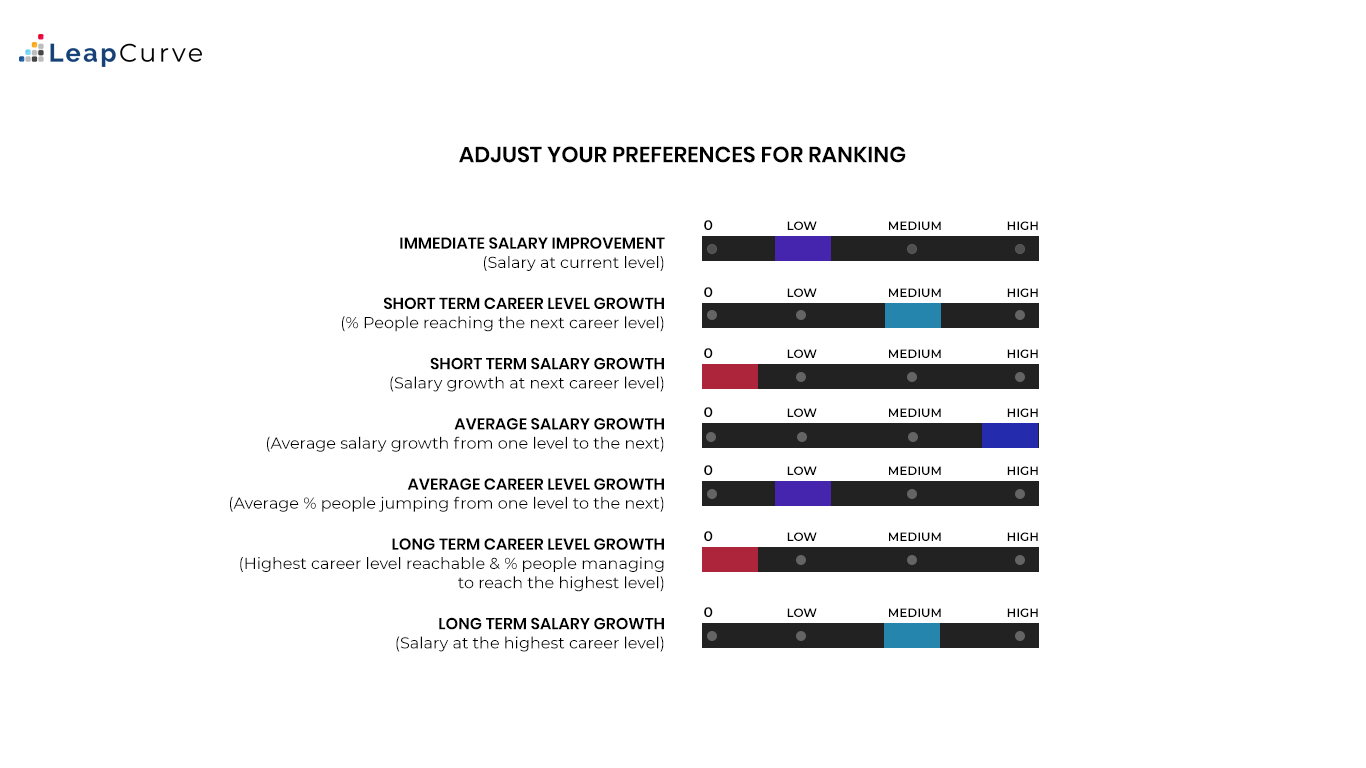 LeapCurve
ADJUST YOUR PREFERENCES FOR RANKING
0 LOW MEDIUM HIGH
IMMEDIATE SALARY IMPROVEMENT
(Salary at current level)
0 LOW MEDIUM HIGH
SHORT TERM CAREER LEVEL GROWTH
(% People reaching the next career level)
0 LOW MEDIUM HIGH
SHORT TERM SALARY GROWTH
(Salary growth at next career level)
0 LOW MEDIUM HIGH
AVERAGE SALARY GROWTH
(Average salary growth from one level to the next)
0 LOW MEDIUM HIGH
AVERAGE CAREER LEVEL GROWTH
(Average % people jumping from one level to the next)
0 LOW MEDIUM HIGH
LONG TERM CAREER LEVEL GROWTH
(Highest career level reachable & % people managing
to reach the highest level)
0 LOW MEDIUM HIGH
LONG TERM SALARY GROWTH
(Salary at the highest career level)